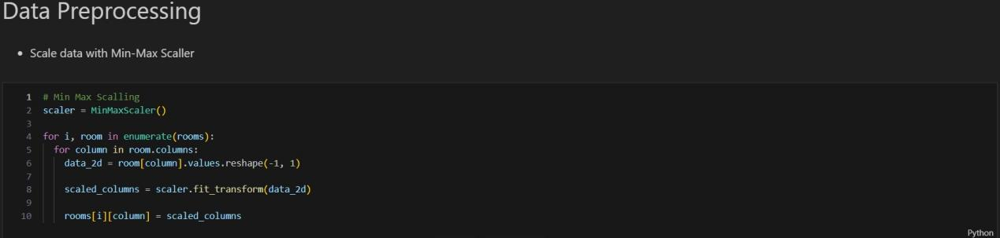 Data Preprocessing
• Scale data with Min-Max Scaller
1 # Min Max Scalling
2 scaler = MinMaxScaler()
3
4 for i, room in enumerate(rooms):
5   for column in room.columns:
6     data_2d = room[column].values.reshape(-1, 1)
7
8     scaled_columns = scaler.fit_transform(data_2d)
9
10     rooms[i][column] = scaled_columns
Python